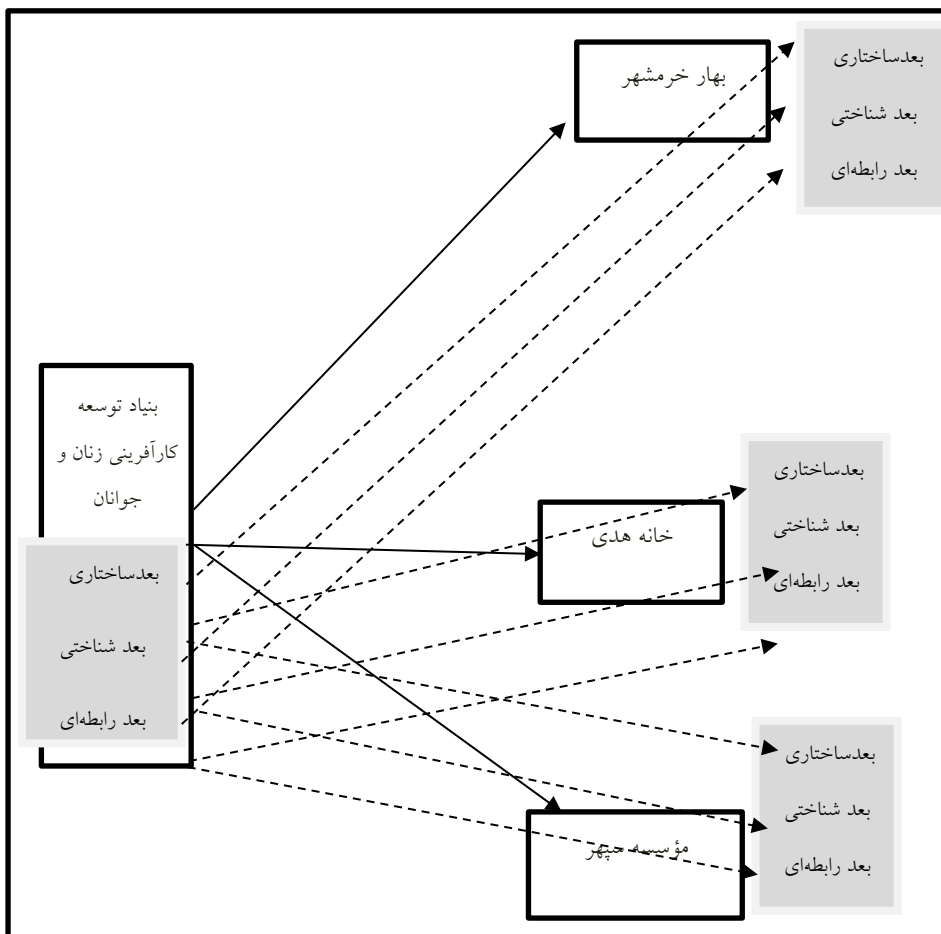 بهار خرمشهر
بعدساختاری
بعد شناختی
بعد رابطه‌ای
بنیاد توسعه
کارآفرینی زنان و
جوانان
بعدساختاری
بعد شناختی
بعد رابطه‌ای
خانه هدی
بعدساختاری
بعد شناختی
بعد رابطه‌ای
مؤسسه سپهر
بعدساختاری
بعد شناختی
بعد رابطه‌ای